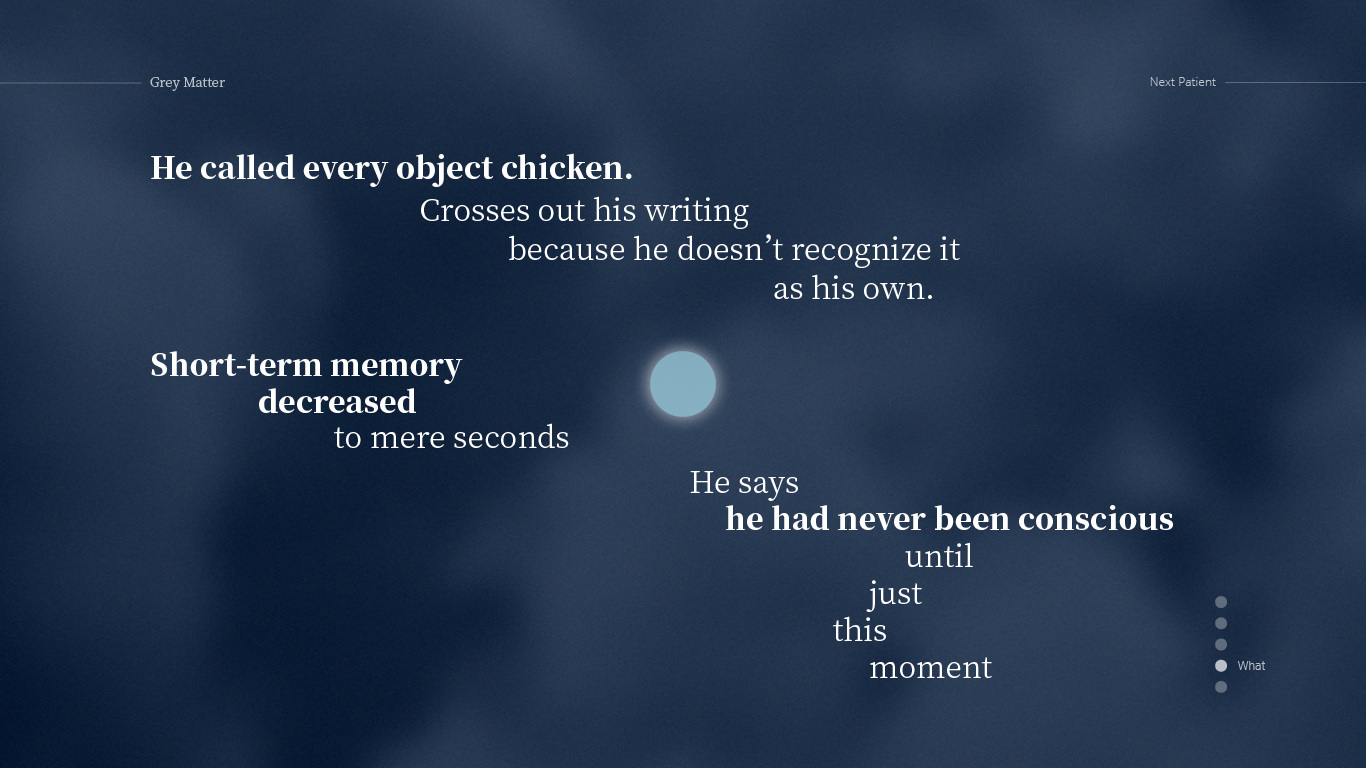 Grey Matter
Next Patient
He called every object chicken.
Crosses out his writing
because he doesn’t recognize it
as his own.
Short-term memory
decreased
to mere seconds
He says
he had never been conscious
until
just
this
moment
What